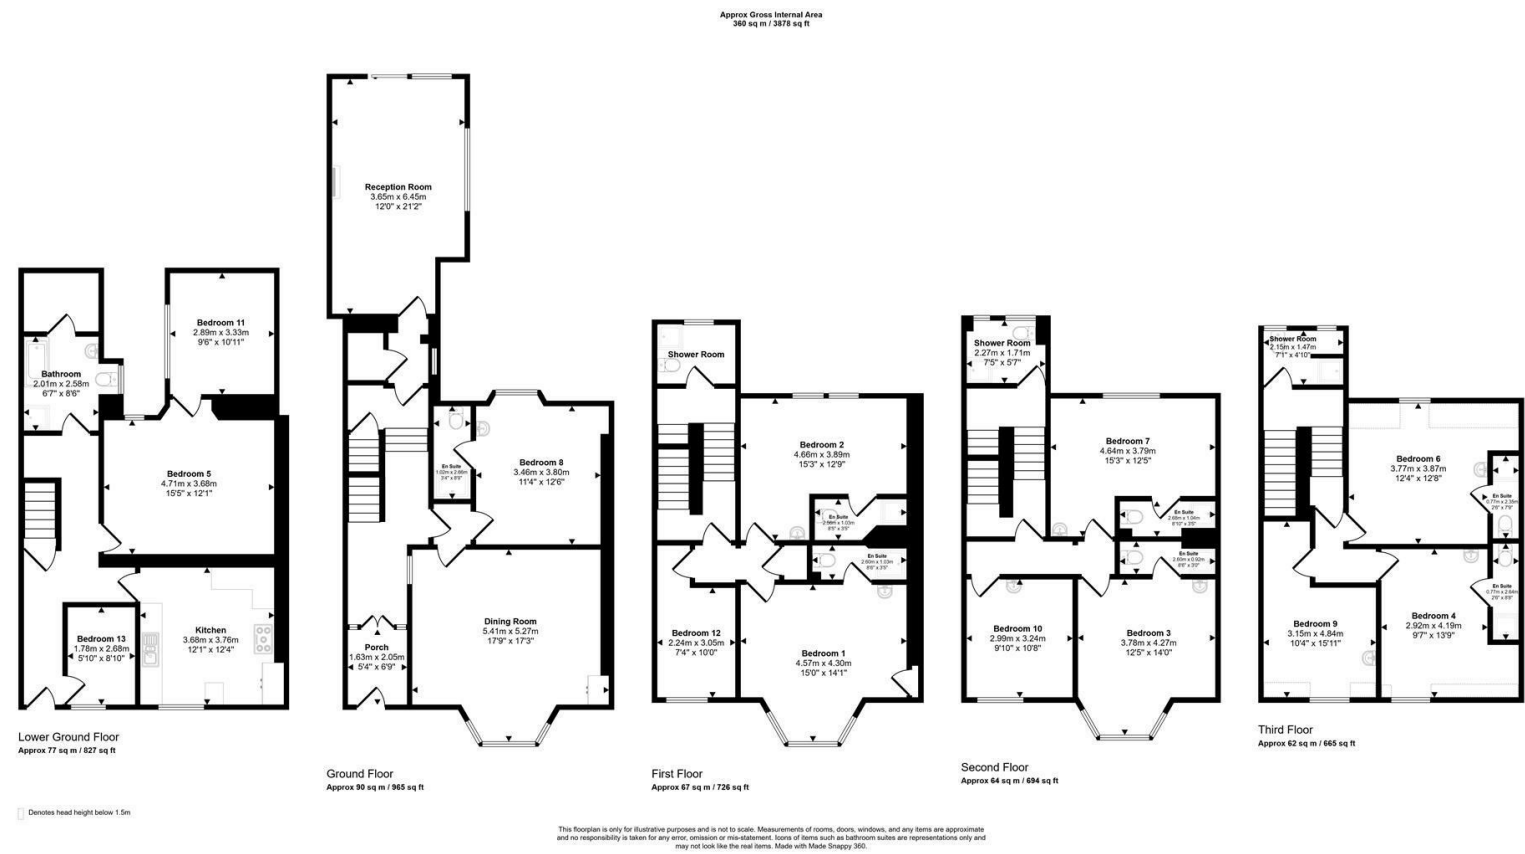 Approx Gross Internal Area
360 sq m / 3878 sq ft
Bedroom 11
2.89m x 3.33m
9'6" x 10'11"
Bathroom
2.01m x 2.58m
6'7" x 8'6"
Bedroom 5
4.71m x 3.68m
15'5" x 12'1"
Kitchen
3.68m x 3.76m
12'1" x 12'4"
Bedroom 13
1.78m x 2.68m
5'10" x 8'10"
Lower Ground Floor
Approx 77 sq m / 827 sq ft
Denotes head height below 1.5m
Reception Room
3.65m x 6.45m
12'0" x 21'2"
En Suite
Bedroom 8
3.46m x 3.80m
11'4" x 12'6"
Dining Room
5.41m x 5.27m
17'9" x 17'3"
Porch
1.63m x 2.05m
5'4" x 6'9"
Ground Floor
Approx 90 sq m / 965 sq ft
Shower Room
Bedroom 2
4.66m x 3.89m
15'3" x 12'9"
En Suite
En Suite
Bedroom 12
2.24m x 3.05m
7'4" x 10'0"
Bedroom 1
4.57m x 4.30m
15'0" x 14'1"
First Floor
Approx 67 sq m / 726 sq ft
Shower Room
2.27m x 1.71m
7'5" x 5'7"
Bedroom 7
4.64m x 3.79m
15'3" x 12'5"
En Suite
En Suite
Bedroom 10
2.99m x 3.24m
9'10" x 10'8"
Bedroom 3
3.78m x 4.27m
12'5" x 14'0"
Second Floor
Approx 64 sq m / 694 sq ft
Shower Room
2.15m x 1.47m
7'1" x 4'10"
Bedroom 6
3.77m x 3.87m
12'4" x 12'8"
En Suite
En Suite
Bedroom 4
2.92m x 4.19m
9'7" x 13'9"
Bedroom 9
3.15m x 4.84m
10'4" x 15'11"
Third Floor
Approx 62 sq m / 665 sq ft
This floorplan is only for illustrative purposes and is not to scale. Measurements of rooms, doors, windows, and any items are approximate
and no responsibility is taken for any error, omission or mis-statement. Icons of items such as bathroom suites are representations only and
may not look like the real items. Made with Made Snappy 360.